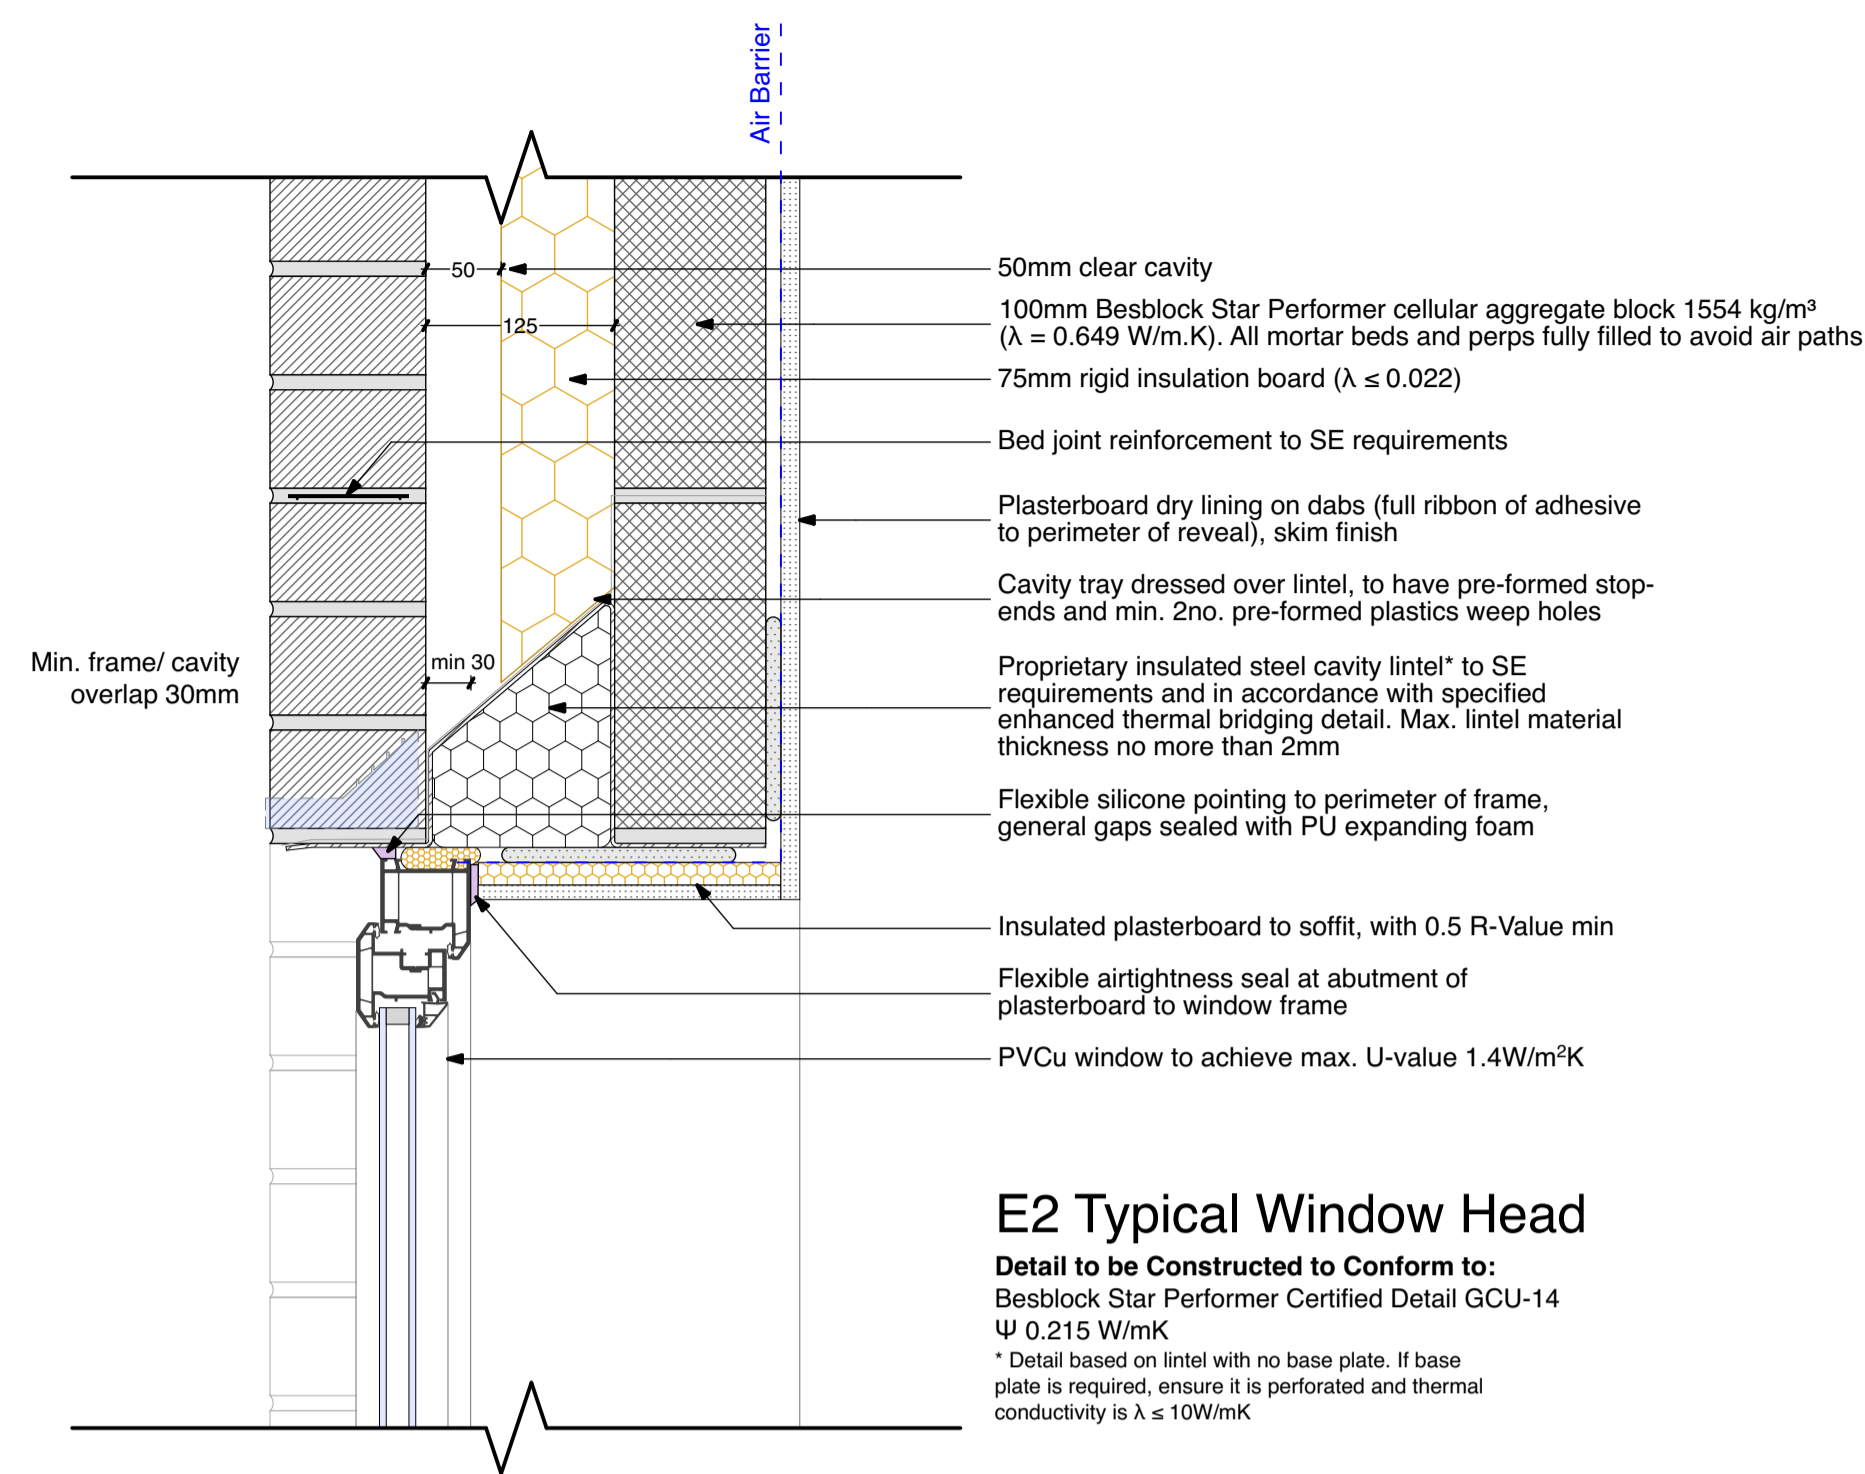 Air Barrier
50
125
min 30
Min. frame/ cavity
overlap 30mm
50mm clear cavity
100mm Besblock Star Performer cellular aggregate block 1554 kg/m³
(λ = 0.649 W/m.K). All mortar beds and perps fully filled to avoid air paths
75mm rigid insulation board (λ ≤ 0.022)
Bed joint reinforcement to SE requirements
Plasterboard dry lining on dabs (full ribbon of adhesive
to perimeter of reveal), skim finish
Cavity tray dressed over lintel, to have pre-formed stop-
ends and min. 2no. pre-formed plastics weep holes
Proprietary insulated steel cavity lintel* to SE
requirements and in accordance with specified
enhanced thermal bridging detail. Max. lintel material
thickness no more than 2mm
Flexible silicone pointing to perimeter of frame,
general gaps sealed with PU expanding foam
Insulated plasterboard to soffit, with 0.5 R-Value min
Flexible airtightness seal at abutment of
plasterboard to window frame
PVCu window to achieve max. U-value 1.4W/m²K
E2 Typical Window Head
Detail to be Constructed to Conform to:
Besblock Star Performer Certified Detail GCU-14
Ψ 0.215 W/mK
* Detail based on lintel with no base plate. If base
plate is required, ensure it is perforated and thermal
conductivity is λ ≤ 10W/mK